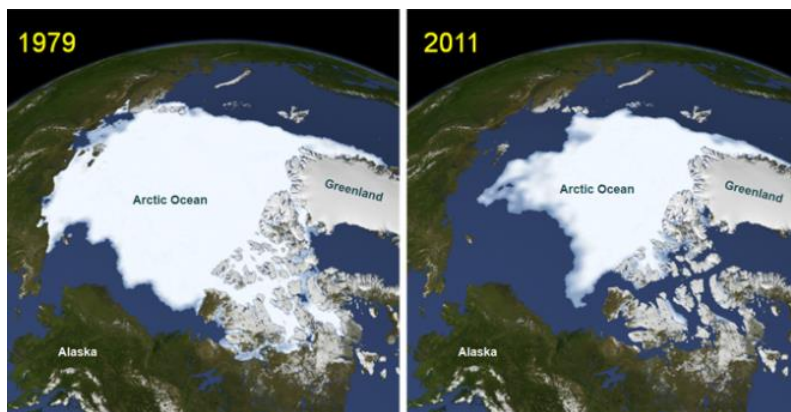 1979
Arctic Ocean
Greenland
Alaska
2011
Arctic Ocean
Greenland
Alaska